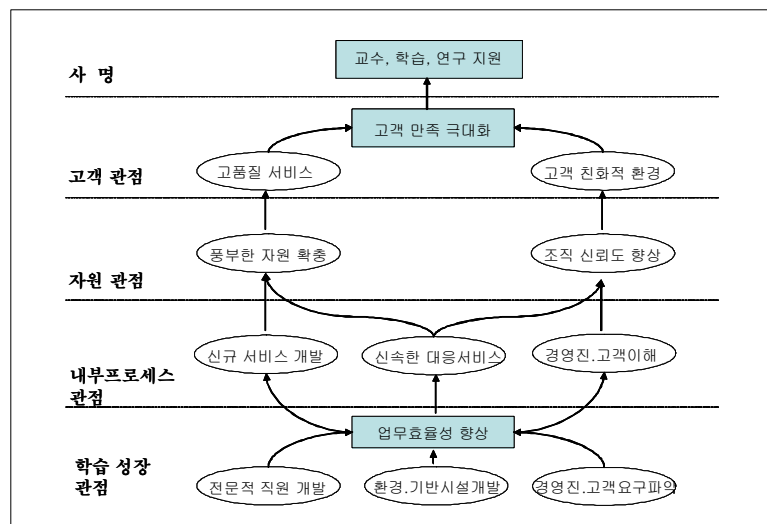 교수, 학습, 연구 지원
사 명
고객 만족 극대화
고품질 서비스
고객 친화적 환경
고객 관점
풍부한 자원 확충
조직 신뢰도 향상
자원 관점
신규 서비스 개발
신속한 대응서비스
경영진.고객이해
내부프로세스
관점
업무효율성 향상
학습 성장
관점
전문적 직원 개발
환경.기반시설개발
경영진.고객요구파악